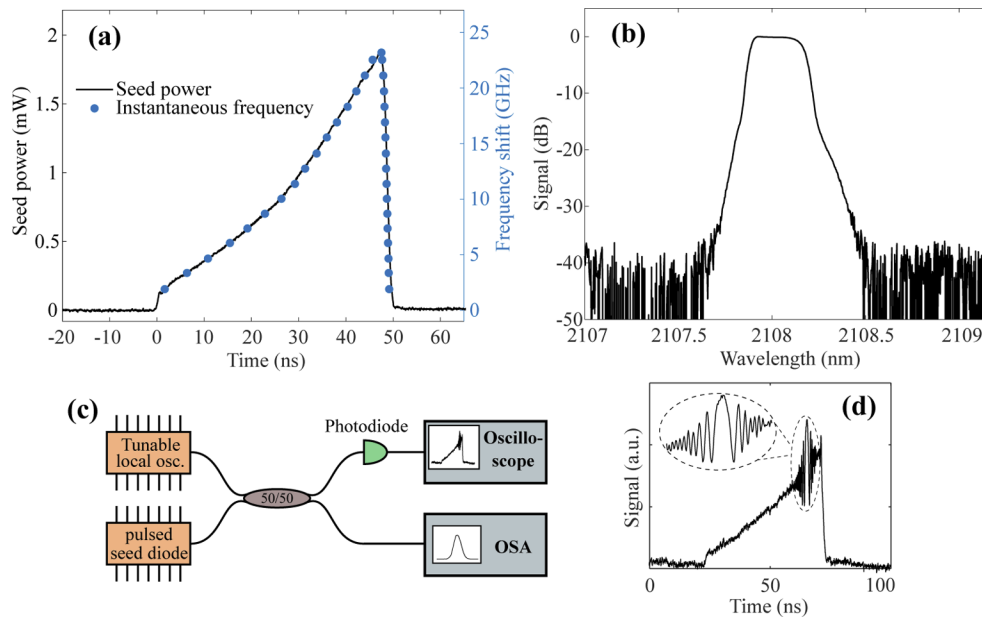 (a)
2
1.5
1
0.5
0
Seed power (mW)
Seed power
Instantaneous frequency
25
20
15
10
5
0
Frequency shift (GHz)
-20 -10 0 10 20 30 40 50 60
Time (ns)
(b)
0
-10
-20
-30
-40
-50
Signal (dB)
2107 2107.5 2108 2108.5 2109
Wavelength (nm)
(c)
Tunable
local osc.
pulsed
seed diode
50/50
Photodiode
Oscillo-
scope
OSA
(d)
Signal (a.u.)
0 50 100
Time (ns)